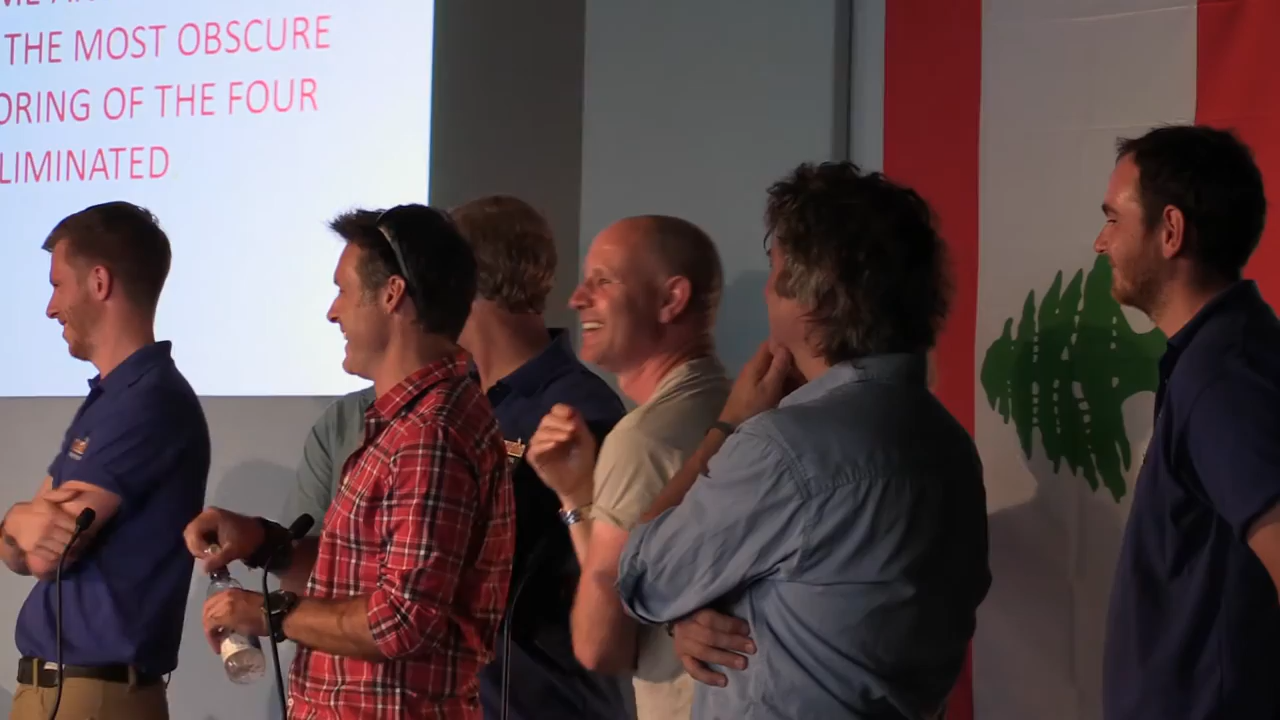 THE MOST OBSCURE
ORING OF THE FOUR
LIMINATED